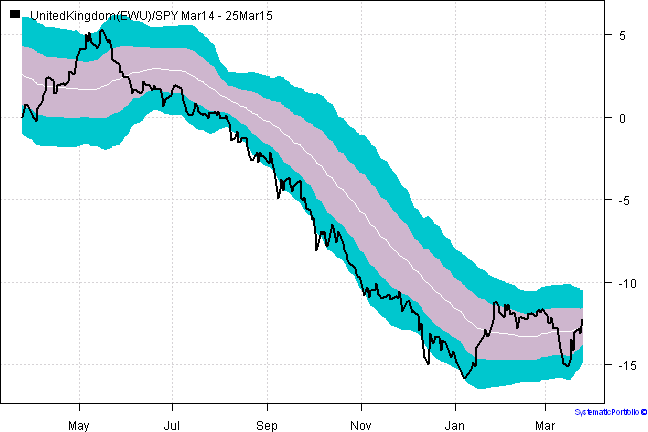 UnitedKingdom(EWU)/SPY Mar14 - 25Mar15
5
0
-5
-10
-15
May Jul Sep Nov Jan Mar
SystematicPortfolio ©